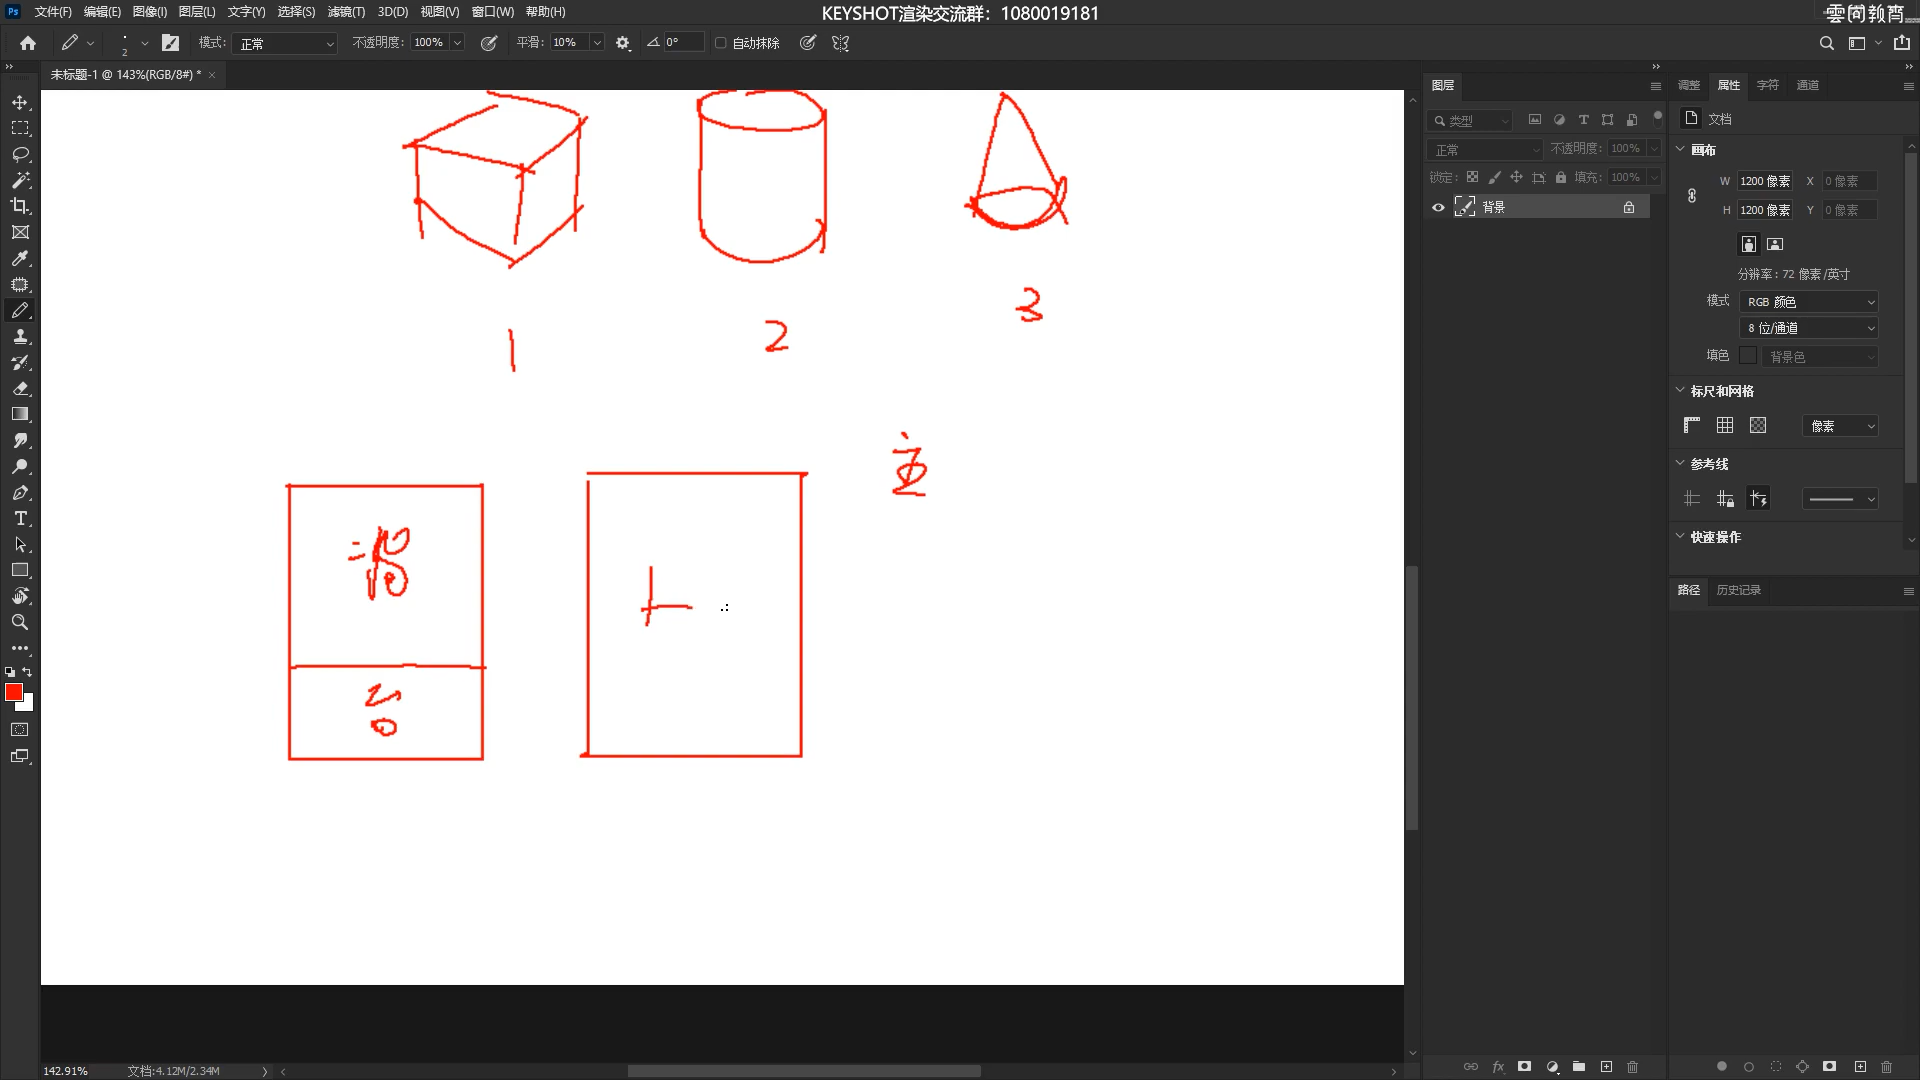 KEYSHOT渲染交流群：1080019181
Ps 文件(F) 编辑(E) 图像(I) 图层(L) 文字(Y) 选择(S) 滤镜(T) 3D(D) 视图(V) 窗口(W) 帮助(H)
2 模式： 正常 不透明度： 100% 平滑： 10% 0° 自动抹除
未标题-1 @ 143%(RGB/8#) * ×
图层
类型
正常 不透明度： 100%
锁定： 填充： 100%
背景
调整 属性 字符 通道
文档
画布
W 1200 像素 X 0 像素
H 1200 像素 Y 0 像素
分辨率：72 像素/英寸
模式 RGB 颜色
8 位/通道
填色 背景色
标尺和网格
像素
参考线
快速操作
路径 历史记录
1
2
3
142.91% 文档:4.12M/2.34M